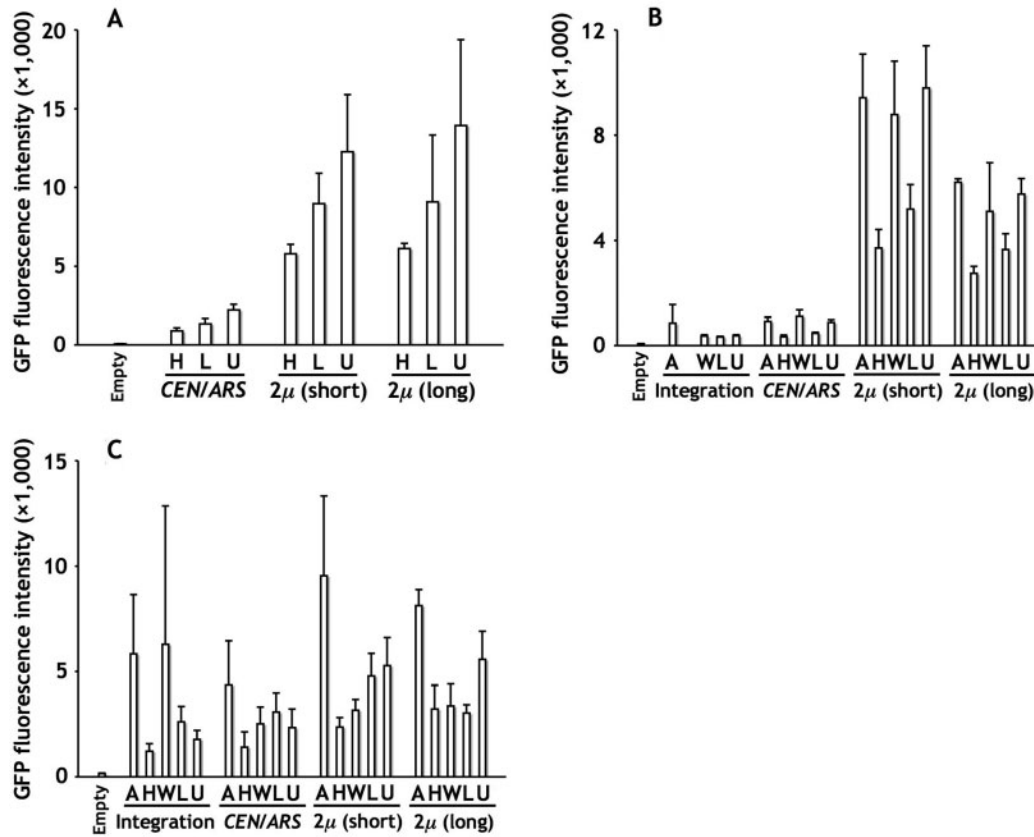 A
GFP fluorescence intensity (×1,000)
20
15
10
5
0
Empty
H L U
CEN/ARS
H L U
2μ (short)
H L U
2μ (long)
B
GFP fluorescence intensity (×1,000)
12
8
4
0
Empty
A WLU
Integration
AHWLU
CEN/ARS
AHWLU
2μ (short)
AHWLU
2μ (long)
C
GFP fluorescence intensity (×1,000)
15
10
5
0
Empty
AHWLU
Integration
AHWLU
CEN/ARS
AHWLU
2μ (short)
AHWLU
2μ (long)